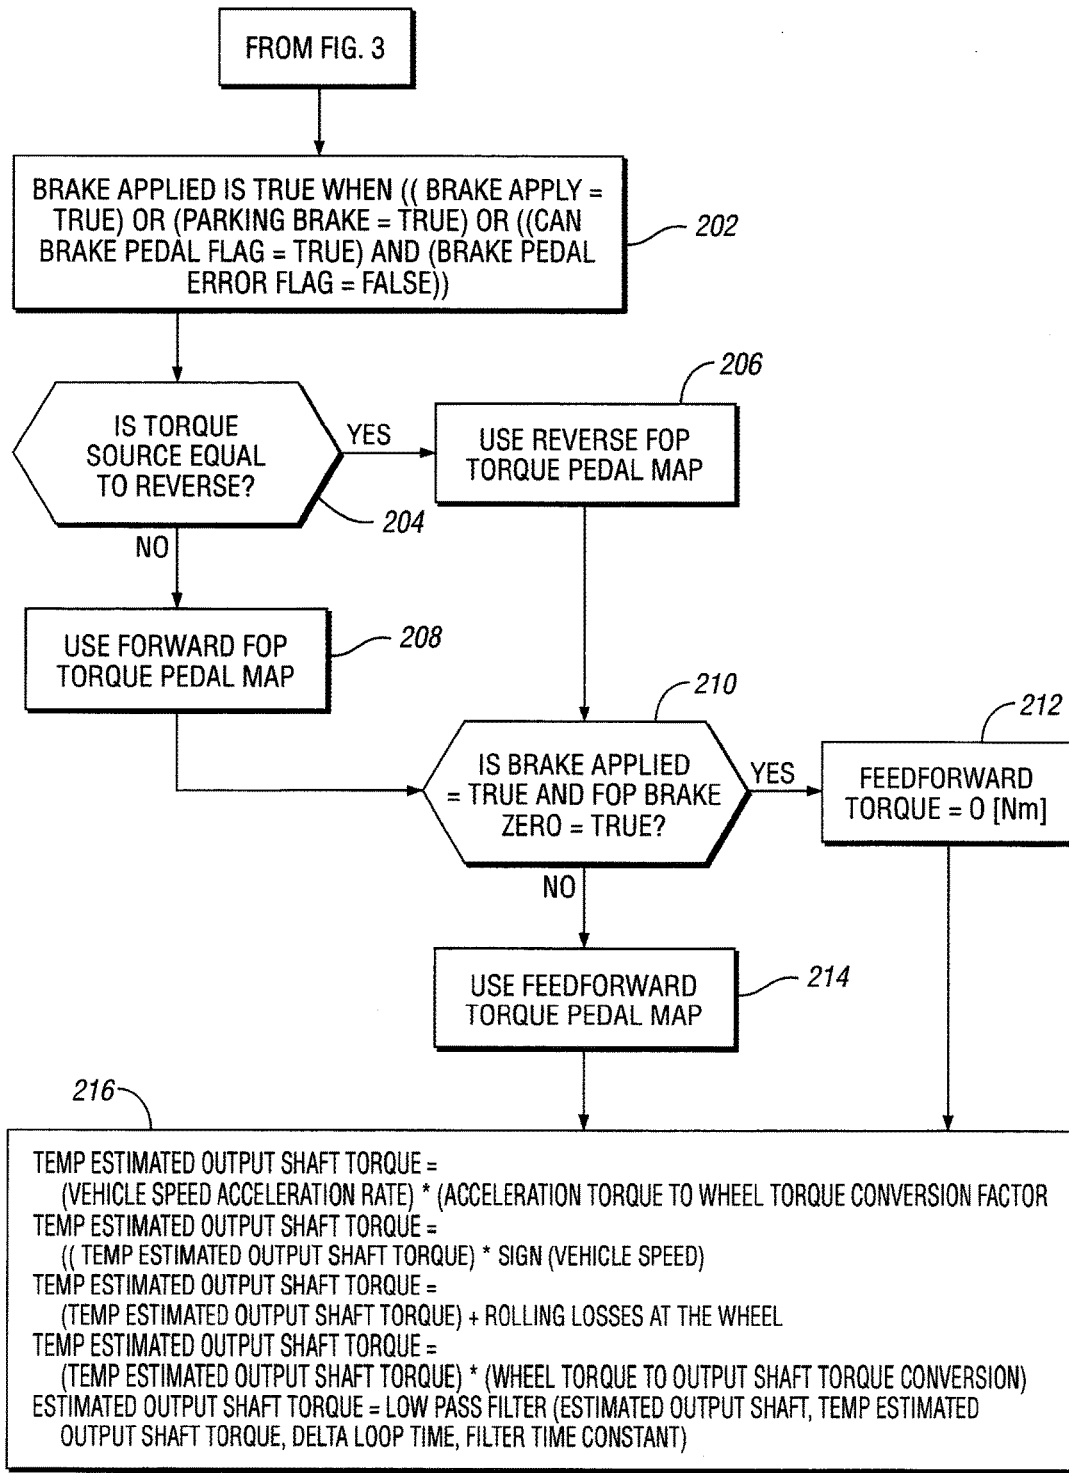 FROM FIG. 3
BRAKE APPLIED IS TRUE WHEN (( BRAKE APPLY =
TRUE) OR (PARKING BRAKE = TRUE) OR ((CAN
BRAKE PEDAL FLAG = TRUE) AND (BRAKE PEDAL
ERROR FLAG = FALSE))
202
IS TORQUE
SOURCE EQUAL
TO REVERSE?
204
YES
NO
206
USE REVERSE FOP
TORQUE PEDAL MAP
USE FORWARD FOP
TORQUE PEDAL MAP
208
210
IS BRAKE APPLIED
= TRUE AND FOP BRAKE
ZERO = TRUE?
YES
NO
212
FEEDFORWARD
TORQUE = 0 [Nm]
USE FEEDFORWARD
TORQUE PEDAL MAP
214
216
TEMP ESTIMATED OUTPUT SHAFT TORQUE =
(VEHICLE SPEED ACCELERATION RATE) * (ACCELERATION TORQUE TO WHEEL TORQUE CONVERSION FACTOR
TEMP ESTIMATED OUTPUT SHAFT TORQUE =
(( TEMP ESTIMATED OUTPUT SHAFT TORQUE) * SIGN (VEHICLE SPEED)
TEMP ESTIMATED OUTPUT SHAFT TORQUE =
(TEMP ESTIMATED OUTPUT SHAFT TORQUE) + ROLLING LOSSES AT THE WHEEL
TEMP ESTIMATED OUTPUT SHAFT TORQUE =
(TEMP ESTIMATED OUTPUT SHAFT TORQUE) * (WHEEL TORQUE TO OUTPUT SHAFT TORQUE CONVERSION)
ESTIMATED OUTPUT SHAFT TORQUE = LOW PASS FILTER (ESTIMATED OUTPUT SHAFT, TEMP ESTIMATED
OUTPUT SHAFT TORQUE, DELTA LOOP TIME, FILTER TIME CONSTANT)